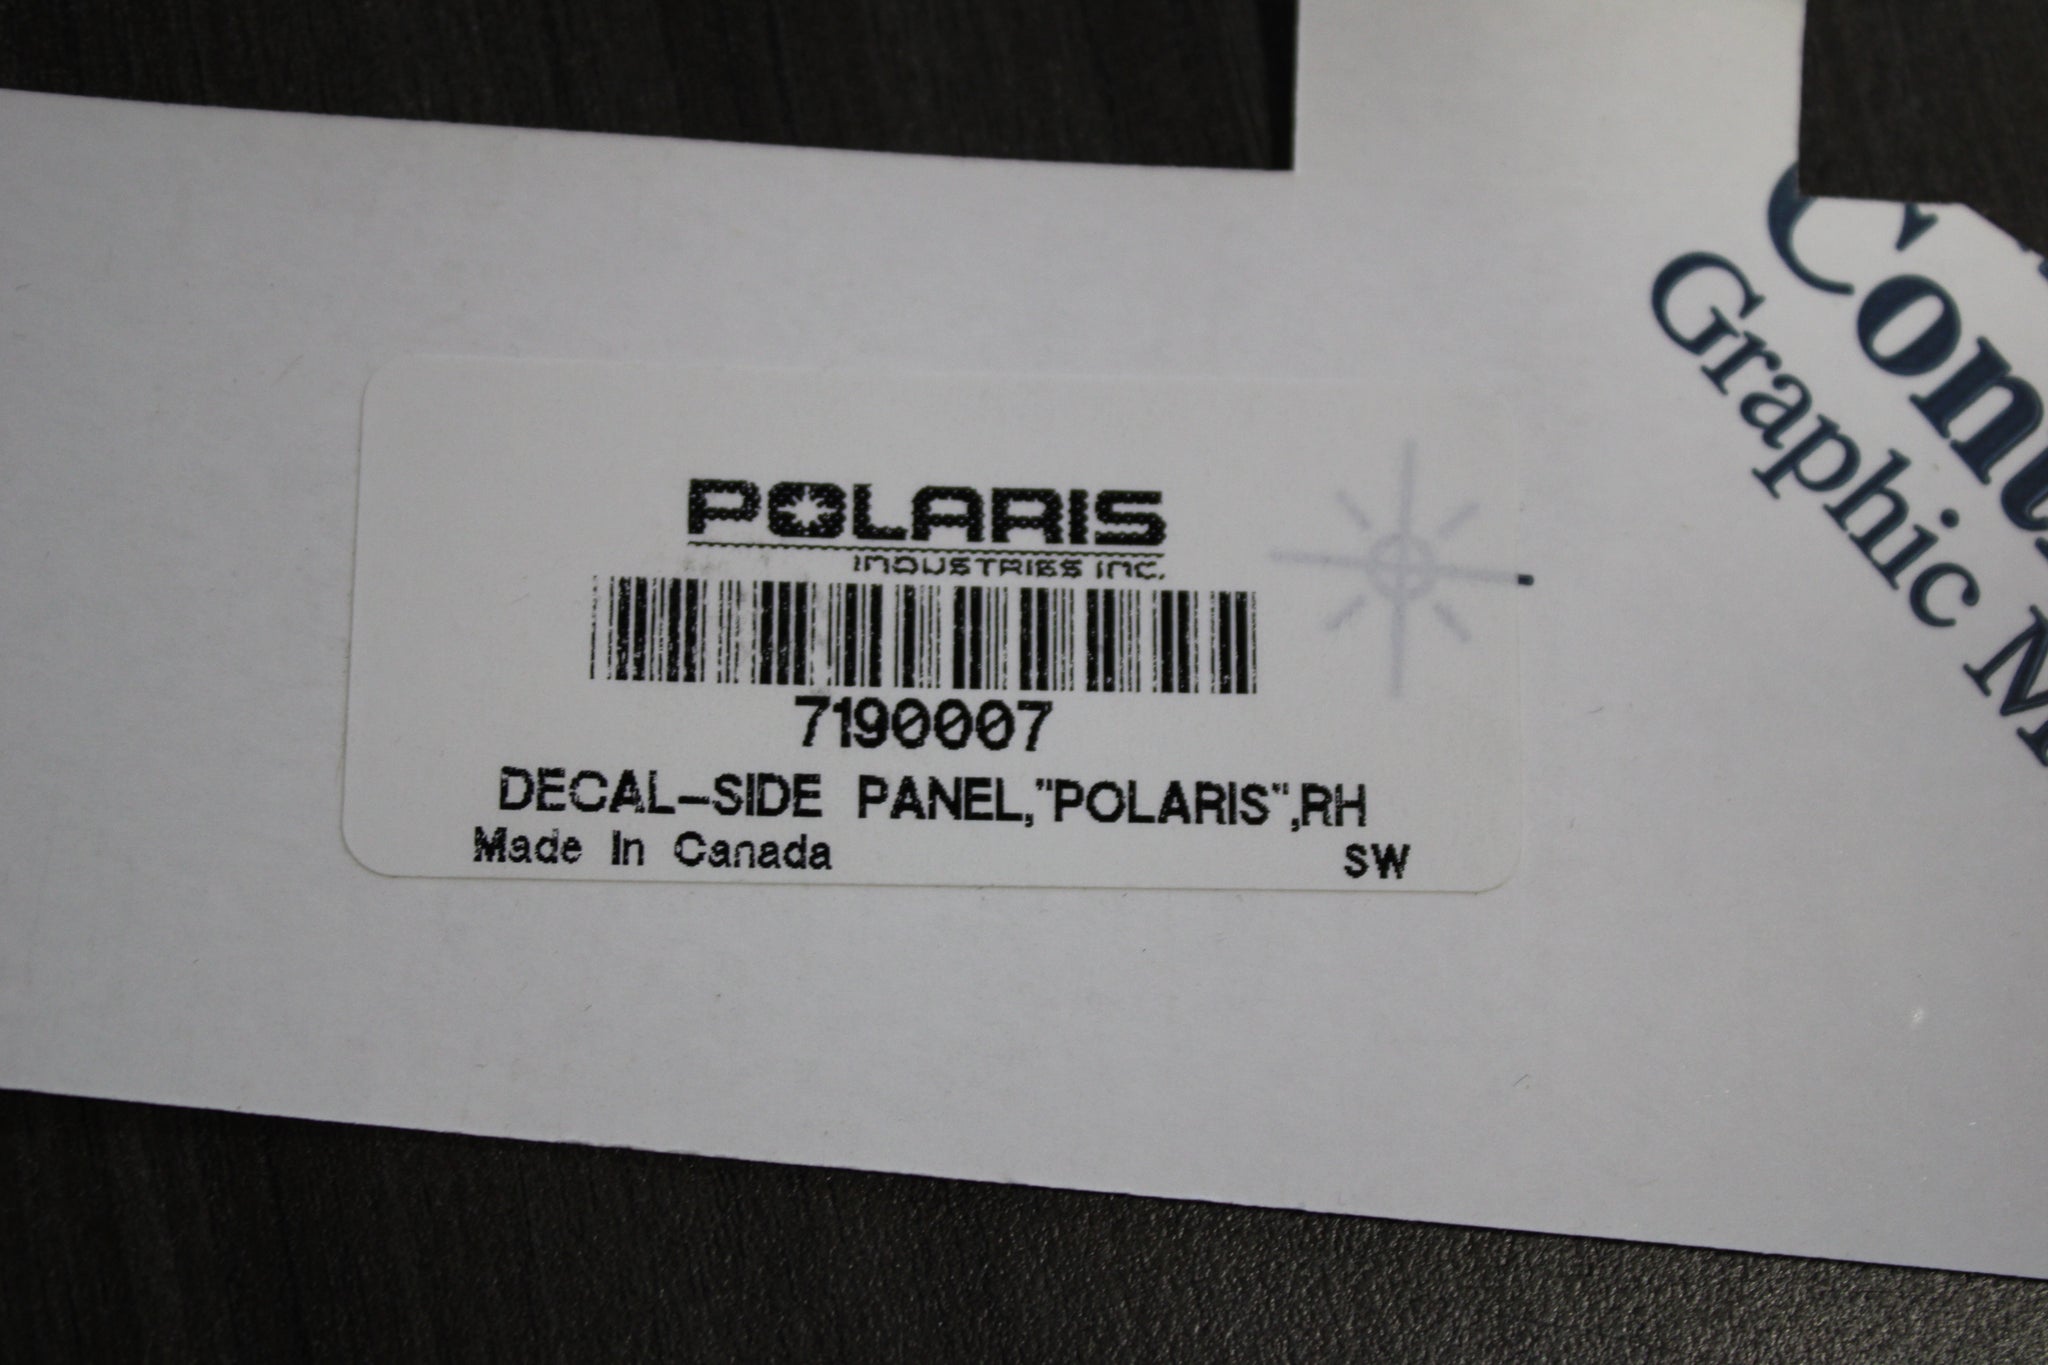 POLARIS
INDUSTRIES INC.
7190007
DECAL-SIDE PANEL,"POLARIS",RH
Made In Canada SW
Graphic